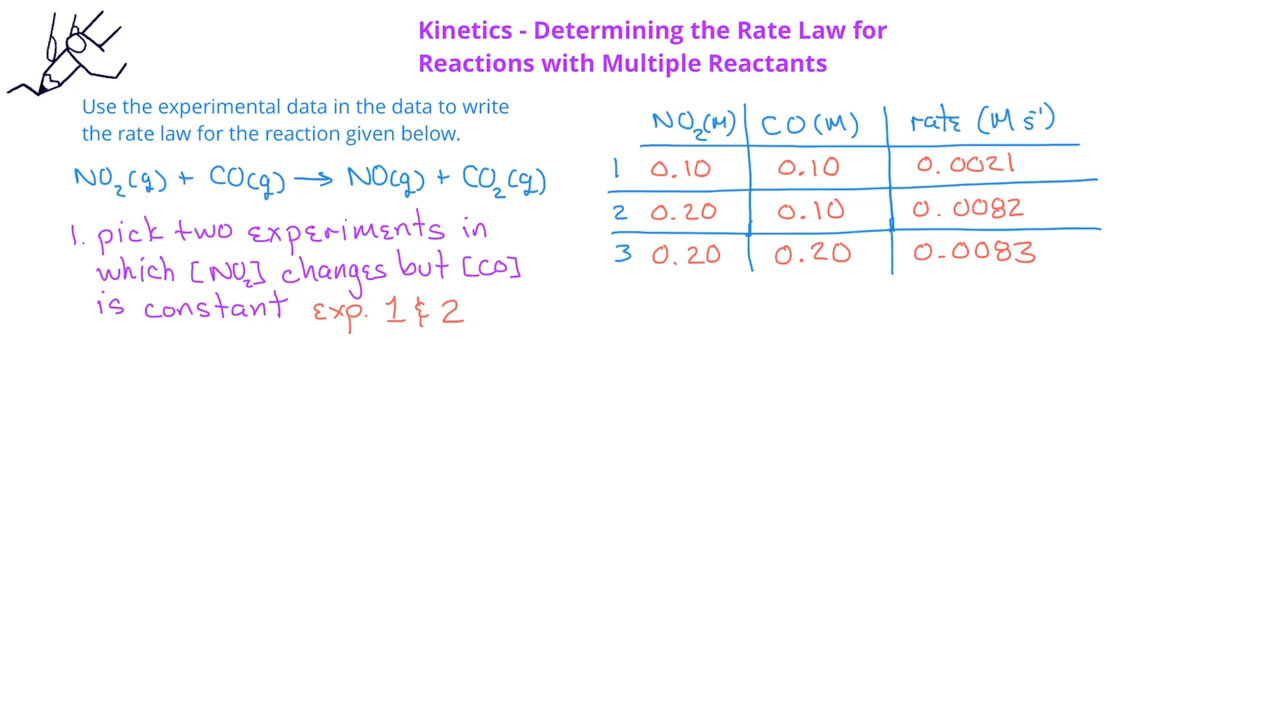 Kinetics - Determining the Rate Law for
Reactions with Multiple Reactants
Use the experimental data in the data to write
the rate law for the reaction given below.
NO₂(g) + CO(g) → NO(g) + CO₂(g)
1. pick two experiments in
which [NO₂] changes but [CO]
is constant exp. 1 & 2
NO₂(M) CO(M) rate (M s⁻¹)
1 0.10 0.10 0.0021
2 0.20 0.10 0.0082
3 0.20 0.20 0.0083